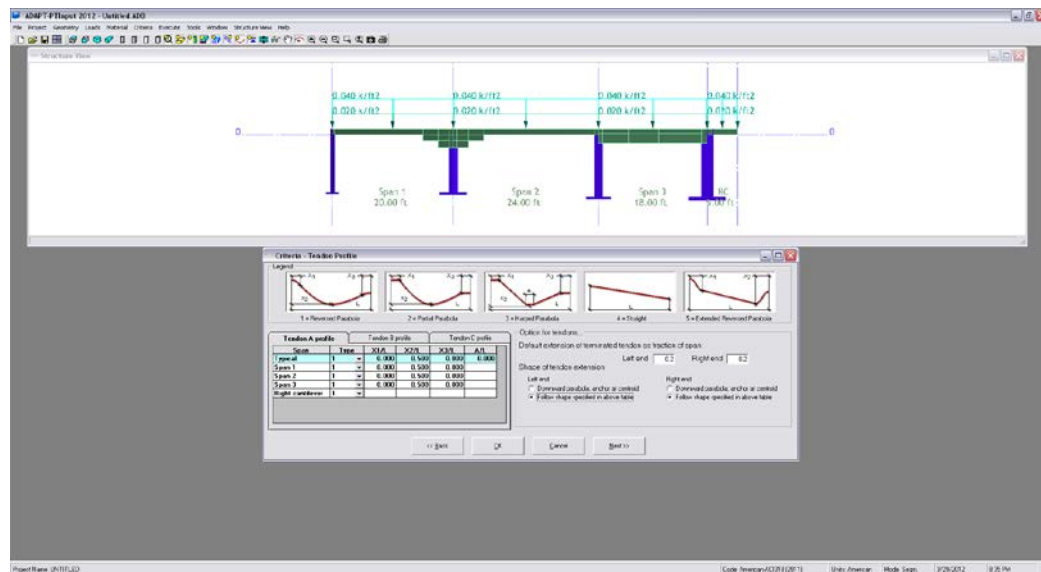 ADAPT-PTInput 2012 - Untitled.ADB
File Project Geometry Loads Material Criteria Execute Tools Window Structure View Help
Structure View
0.040 k/ft2 0.040 k/ft2 0.040 k/ft2 0.040 k/ft2
0.020 k/ft2 0.020 k/ft2 0.020 k/ft2 0.020 k/ft2
0 0
Span 1 Span 2 Span 3 RC
20.00 ft. 24.00 ft. 18.00 ft. 5.00 ft.
Criteria - Tendon Profile
Legend
1 = Reversed Parabola 2 = Partial Parabola 3 = Harped Parabola 4 = Straight 5 = Extended Reversed Parabola
Tendon A profile Tendon B profile Tendon C profile
Span Type X1/L X2/L X3/L A/L
Typical 1 0.000 0.500 0.000 0.000
Span 1 1 0.000 0.500 0.000
Span 2 1 0.000 0.500 0.000
Span 3 1 0.000 0.500 0.000
Right cantilever 1
Option for tendons...
Default extension of terminated tendon as fraction of span
Left end 0.2 Right end 0.2
Shape of tendon extension
Left end Right end
Downward parabola, anchor at centroid Downward parabola, anchor at centroid
Follow shape specified in above table Follow shape specified in above table
<< Back OK Cancel Next >>
Project Name: UNTITLED Code: American-ACI318 (2011) Units: American Mode: Segm. 9/29/2012 8:35 PM